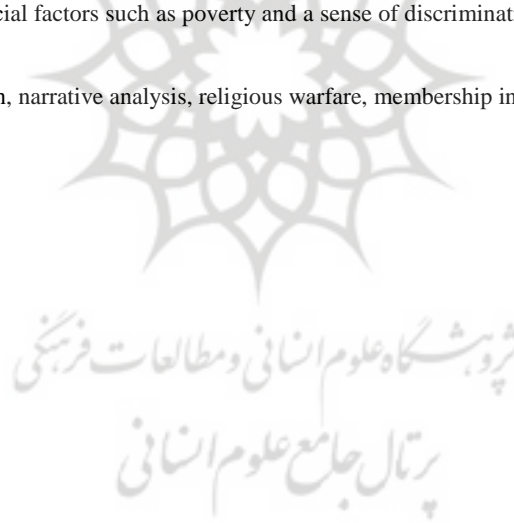 cial factors such as poverty and a sense of discriminat
n, narrative analysis, religious warfare, membership in
پژوهشگاه علوم انسانی و مطالعات فرهنگی
پرتال جامع علوم انسانی